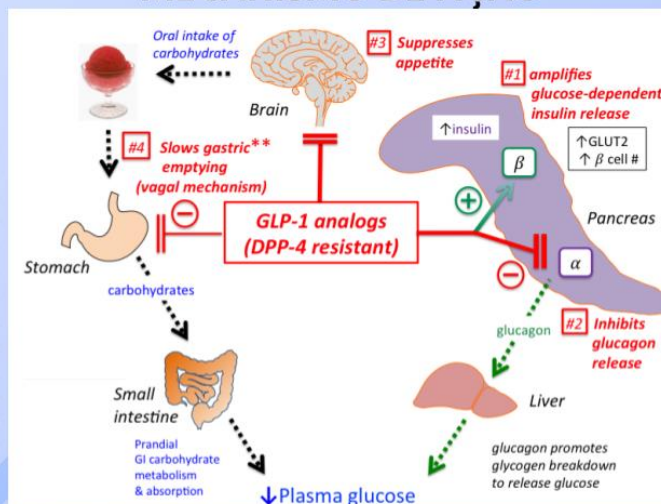 Oral intake of
carbohydrates
#3 Suppresses
appetite
Brain
#1 amplifies
glucose-dependent
insulin release
↑insulin
↑GLUT2
↑ β cell #
β
#4 Slows gastric**
emptying
(vagal mechanism)
+
Pancreas
−
GLP-1 analogs
(DPP-4 resistant)
−
α
Stomach
carbohydrates
glucagon
#2 Inhibits
glucagon
release
Small
intestine
Liver
Prandial
GI carbohydrate
metabolism
& absorption
glucagon promotes
glycogen breakdown
to release glucose
↓Plasma glucose